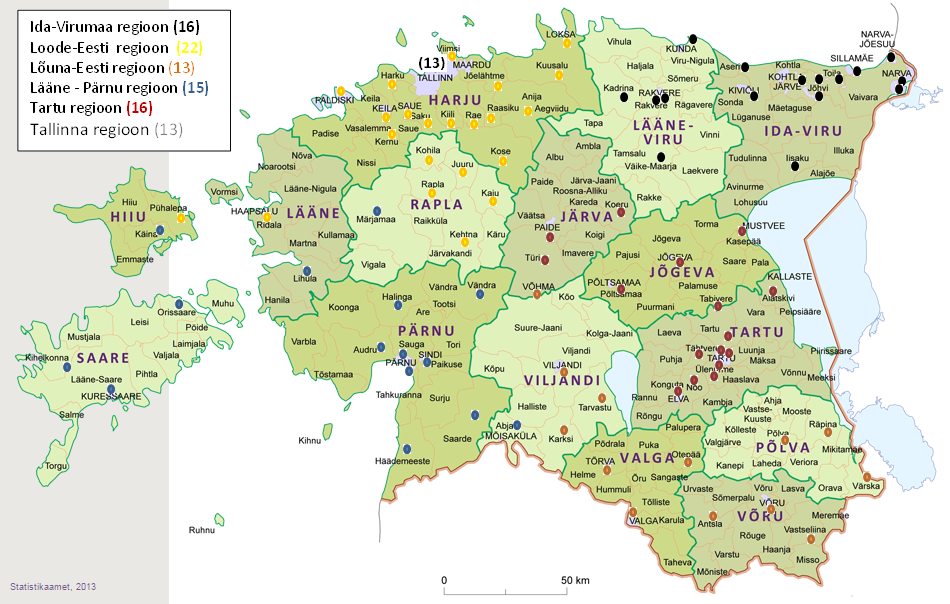 Ida-Virumaa regioon (16)
Loode-Eesti regioon (22)
Lõuna-Eesti regioon (13)
Lääne - Pärnu regioon (15)
Tartu regioon (16)
Tallinna regioon (13)
LOKSA
NARVA-JÕESUU
Vihula
KUNDA
Viimsi
Viru-Nigula
(13)
MAARDU
Haljala
Aseri
Kohtla
Toila
SILLAMÄE
TALLINN
Jõelähtme
Kuusalu
Sõmeru
KOHTLA-JÄRVE
NARVA
Harku
Kadrina
RAKVERE
KIVIÕLI
Jõhvi
PALDISKI
Keila
SAUE
HARJU
Anija
Rakvere
Rägavere
Sonda
Mäetaguse
Vaivara
KEILA
Saku
Kiili
Rae
Raasiku
Aegviidu
Lüganuse
Padise
Vasalemma
Saue
Tapa
LÄÄNE-VIRU
Vinni
IDA-VIRU
Kernu
Nõva
Nissi
Kohila
Kose
Albu
Ambla
Tamsalu
Väike-Maarja
Tudulinna
Iisaku
Illuka
Noarootsi
Juuru
Laekvere
Alajõe
Vormsi
Lääne-Nigula
Rapla
Kaiu
Paide
Järva-Jaani
Roosna-Alliku
Rakke
Avinurme
Lohusuu
Hiiu
Pühalepa
HAAPSALU
LÄÄNE
RAPLA
Kareda
Koeru
HIIU
Ridala
Märjamaa
Raikküla
Väätsa
JÄRVA
Torma
MUSTVEE
Käina
Kullamaa
Kehtna
Käru
PAIDE
Koigi
Jõgeva
Kasepää
Martna
Järvakandi
Türi
Imavere
Pajusi
JÕGEVA
Saare
Pala
Emmaste
Vigala
JÕGEVA
Lihula
VÕHMA
PÕLTSAMAA
Palamuse
KALLASTE
Muhu
Hanila
Koonga
Halinga
Vändra
Vändra
Kõo
Põltsamaa
Tabivere
Alatskivi
Orissaare
Tootsi
Puurmani
Peipsiääre
Leisi
Pöide
Are
Suure-Jaani
Kolga-Jaani
Laeva
Tartu
TARTU
Mustjala
Laimjala
PÄRNU
Varbla
Sauga
Tori
SAARE
Valjala
Audru
SINDI
Viljandi
Tähtvere
Luunja
Piirissaare
Kihelkonna
PÄRNU
Paikuse
Puhja
TARTU
Mäksa
Lääne-Saare
Pihtla
Tõstamaa
Kõpu
VILJANDI
Ülenurme
Võnnu
Meeksi
KURESSAARE
Tahkuranna
VILJANDI
Konguta
Nõo
Haaslava
Surju
Tarvastu
Rannu
ELVA
Kambja
Salme
Halliste
Rõngu
Ahja
Mooste
Vastse-Kuuste
Abja
Palupera
Kõlleste
Räpina
Kihnu
MÕISAKÜLA
Karksi
Põdrala
Puka
Valgjärve
Põlva
Mikitamäe
Saarde
VALGA
Otepää
PÕLVA
Torgu
Häädemeeste
TÕRVA
Kanepi
Laheda
Veriora
Helme
Sangaste
Õru
Urvaste
Võru
Lasva
Orava
Värska
Hummuli
Sõmerpalu
Tõlliste
VÕRU
Ruhnu
VALGA
Karula
Antsla
VÕRU
Meremäe
Vastseliina
Rõuge
Haanja
Taheva
Varstu
Misso
Mõniste
Statistikaamet, 2013
0
50 km